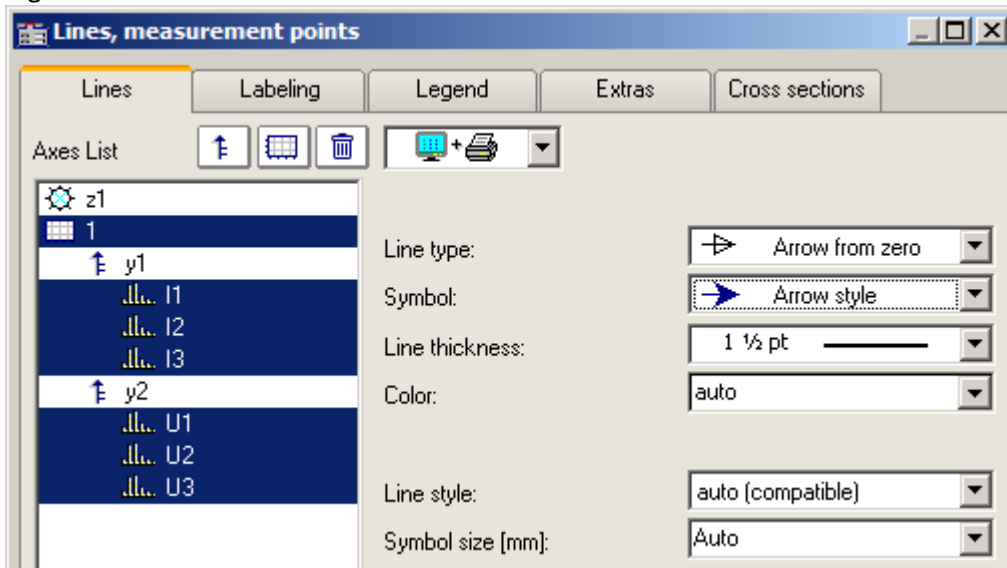 Lines, measurement points
Lines Labeling Legend Extras Cross sections
Axes List
z1
1
y1
I1
I2
I3
y2
U1
U2
U3
Line type: Arrow from zero
Symbol: Arrow style
Line thickness: 1 ½ pt
Color: auto
Line style: auto (compatible)
Symbol size [mm]: Auto